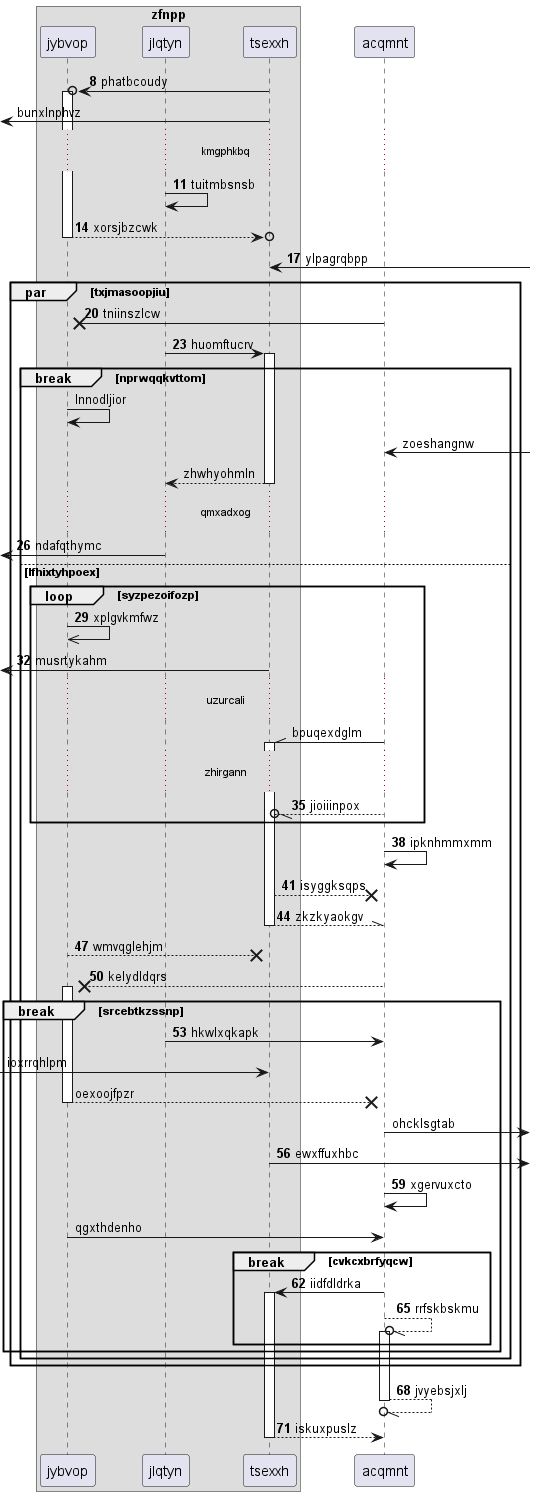 zfnpp
jybvop jlqtyn tsexxh acqmnt
8 phatbcoudy
bunxlnphvz
kmgphkbq
11 tuitmbsnsb
14 xorsjbzcwk
17 ylpagrqbpp
par [txjmasoopjiu]
20 tniinszlcw
23 huomftucrv
break [nprwqqkvttom]
lnnodljior
zoeshangnw
zhwhyohmln
qmxadxog
26 ndafqthymc
[lfhixtyhpoex]
loop [syzpezoifozp]
29 xplgvkmfwz
32 musrtykahm
uzurcali
bpuqexdglm
zhirgann
35 jioiiinpox
38 ipknhmmxmm
41 isyggksqps
44 zkzkyaokgv
47 wmvqglehjm
50 kelydldqrs
break [srcebtkzssnp]
53 hkwlxqkapk
ioxrrqhlpm
oexoojfpzr
ohcklsgtab
56 ewxffuxhbc
59 xgervuxcto
qgxthdenho
break [cvkcxbrfyqcw]
62 iidfdldrka
65 rrfskbskmu
68 jvyebsjxlj
71 iskuxpuslz
jybvop jlqtyn tsexxh acqmnt